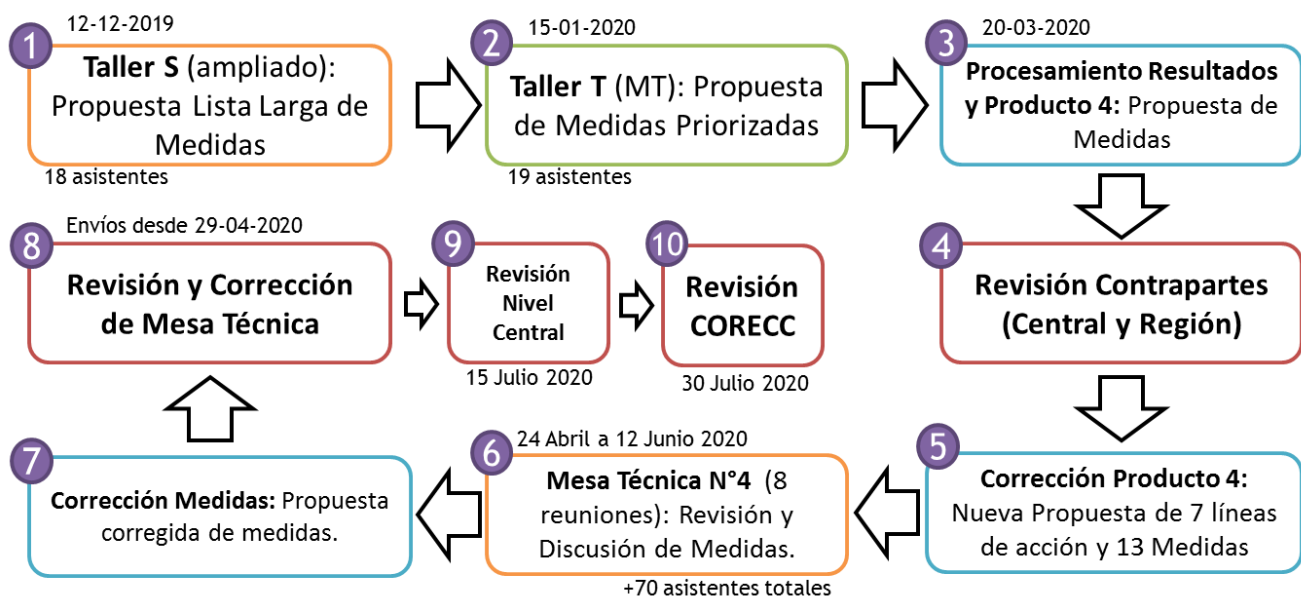 1
12-12-2019
Taller S (ampliado):
Propuesta Lista Larga de
Medidas
18 asistentes
2
15-01-2020
Taller T (MT): Propuesta
de Medidas Priorizadas
19 asistentes
3
20-03-2020
Procesamiento Resultados
y Producto 4: Propuesta de
Medidas
4
Revisión Contrapartes
(Central y Región)
5
Corrección Producto 4:
Nueva Propuesta de 7 líneas
de acción y 13 Medidas
6
24 Abril a 12 Junio 2020
Mesa Técnica N°4 (8
reuniones): Revisión y
Discusión de Medidas.
+70 asistentes totales
7
Corrección Medidas: Propuesta
corregida de medidas.
8
Envíos desde 29-04-2020
Revisión y Corrección
de Mesa Técnica
9
Revisión
Nivel
Central
15 Julio 2020
10
Revisión
CORECC
30 Julio 2020